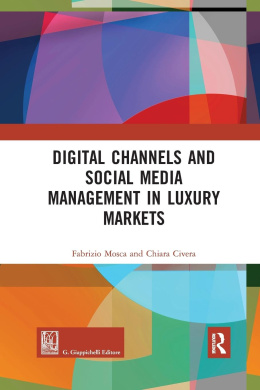 DIGITAL CHANNELS AND
SOCIAL MEDIA
MANAGEMENT IN LUXURY
MARKETS
Fabrizio Mosca and Chiara Civera
G. Giappichelli Editore
R